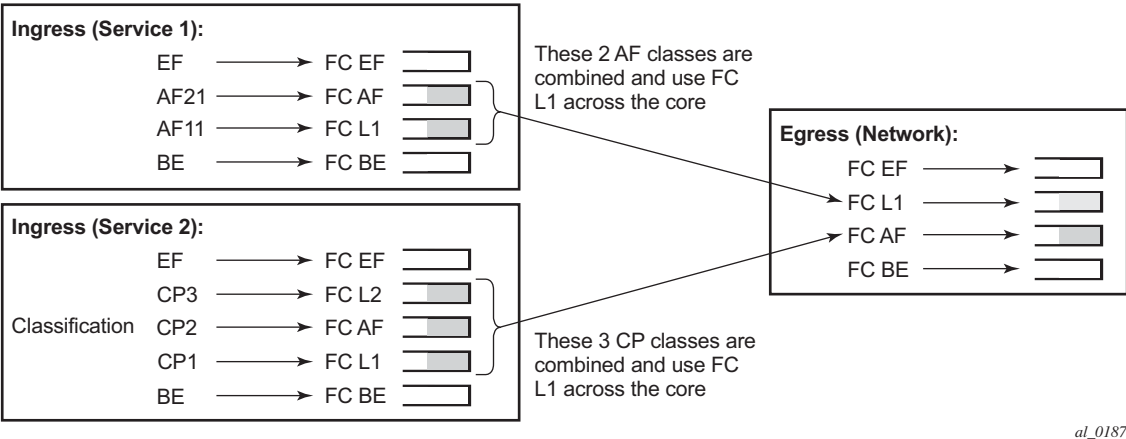 Ingress (Service 1):
EF FC EF
AF21 FC AF
AF11 FC L1
BE FC BE
These 2 AF classes are
combined and use FC
L1 across the core
Ingress (Service 2):
EF FC EF
CP3 FC L2
Classification CP2 FC AF
CP1 FC L1
BE FC BE
These 3 CP classes are
combined and use FC
L1 across the core
Egress (Network):
FC EF
FC L1
FC AF
FC BE
al_0187